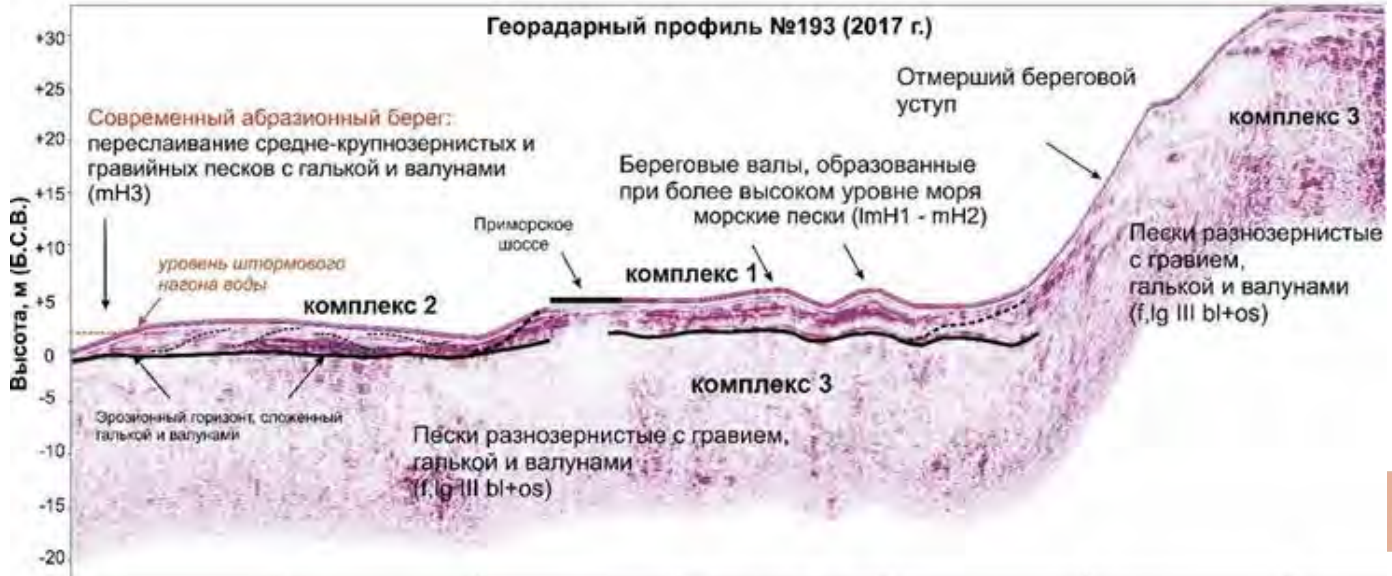 Георадарный профиль №193 (2017 г.)
Высота, м (Б.С.В.)
+30
+25
+20
+15
+10
+5
0
-5
-10
-15
-20
Современный абразионный берег:
переслаивание средне-крупнозернистых и
гравийных песков с галькой и валунами
(mH3)
уровень штормового
нагона воды
комплекс 2
Эрозионный горизонт, сложенный
галькой и валунами
Приморское
шоссе
Береговые валы, образованные
при более высоком уровне моря
морские пески (lmH1 - mH2)
комплекс 1
комплекс 3
Пески разнозернистые с гравием,
галькой и валунами
(f,lg III bl+os)
Отмерший береговой
уступ
комплекс 3
Пески разнозернистые
с гравием,
галькой и валунами
(f,lg III bl+os)